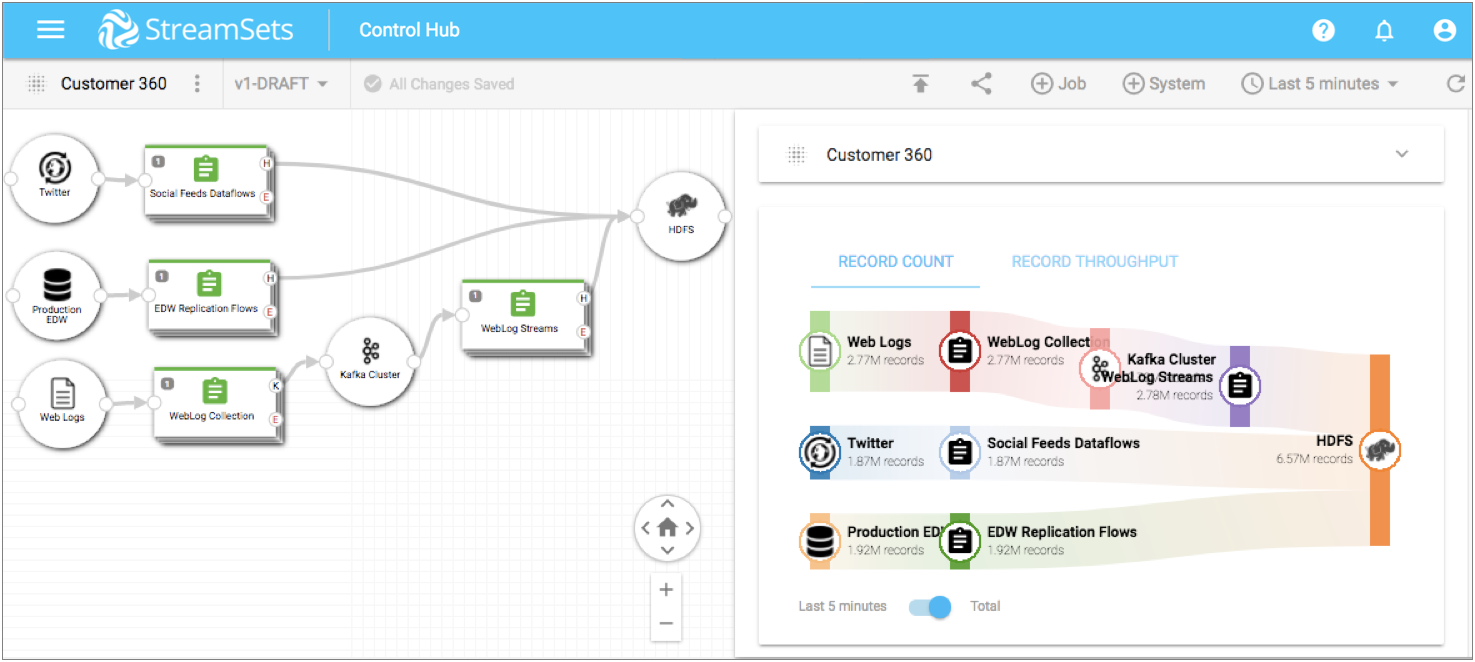 StreamSets
Control Hub
?
Customer 360
v1-DRAFT
All Changes Saved
Job
System
Last 5 minutes
Twitter
1
Social Feeds Dataflows
H
E
HDFS
Production
EDW
1
EDW Replication Flows
H
E
1
WebLog Streams
H
E
Kafka Cluster
Web Logs
1
WebLog Collection
K
E
Customer 360
RECORD COUNT
RECORD THROUGHPUT
Web Logs
2.77M records
WebLog Collection
2.77M records
Kafka Cluster
WebLog Streams
2.78M records
Twitter
1.87M records
Social Feeds Dataflows
1.87M records
HDFS
6.57M records
Production EDW
1.92M records
EDW Replication Flows
1.92M records
Last 5 minutes
Total